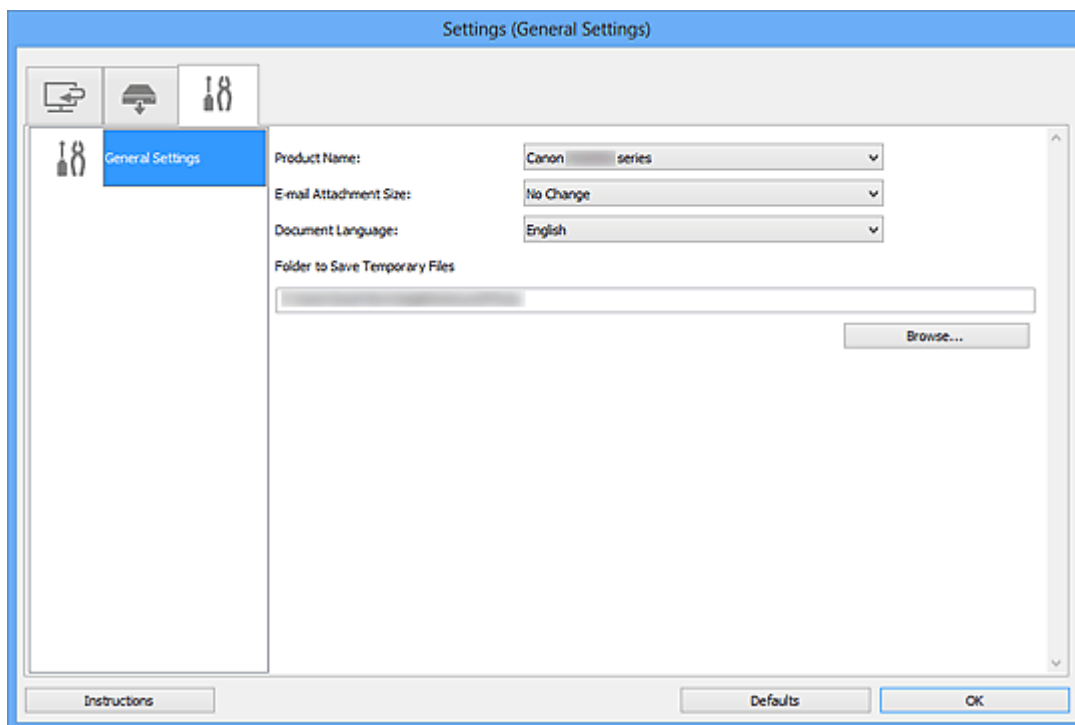 Settings (General Settings)
General Settings
Product Name:
Canon series
E-mail Attachment Size:
No Change
Document Language:
English
Folder to Save Temporary Files
Browse...
Instructions
Defaults
OK